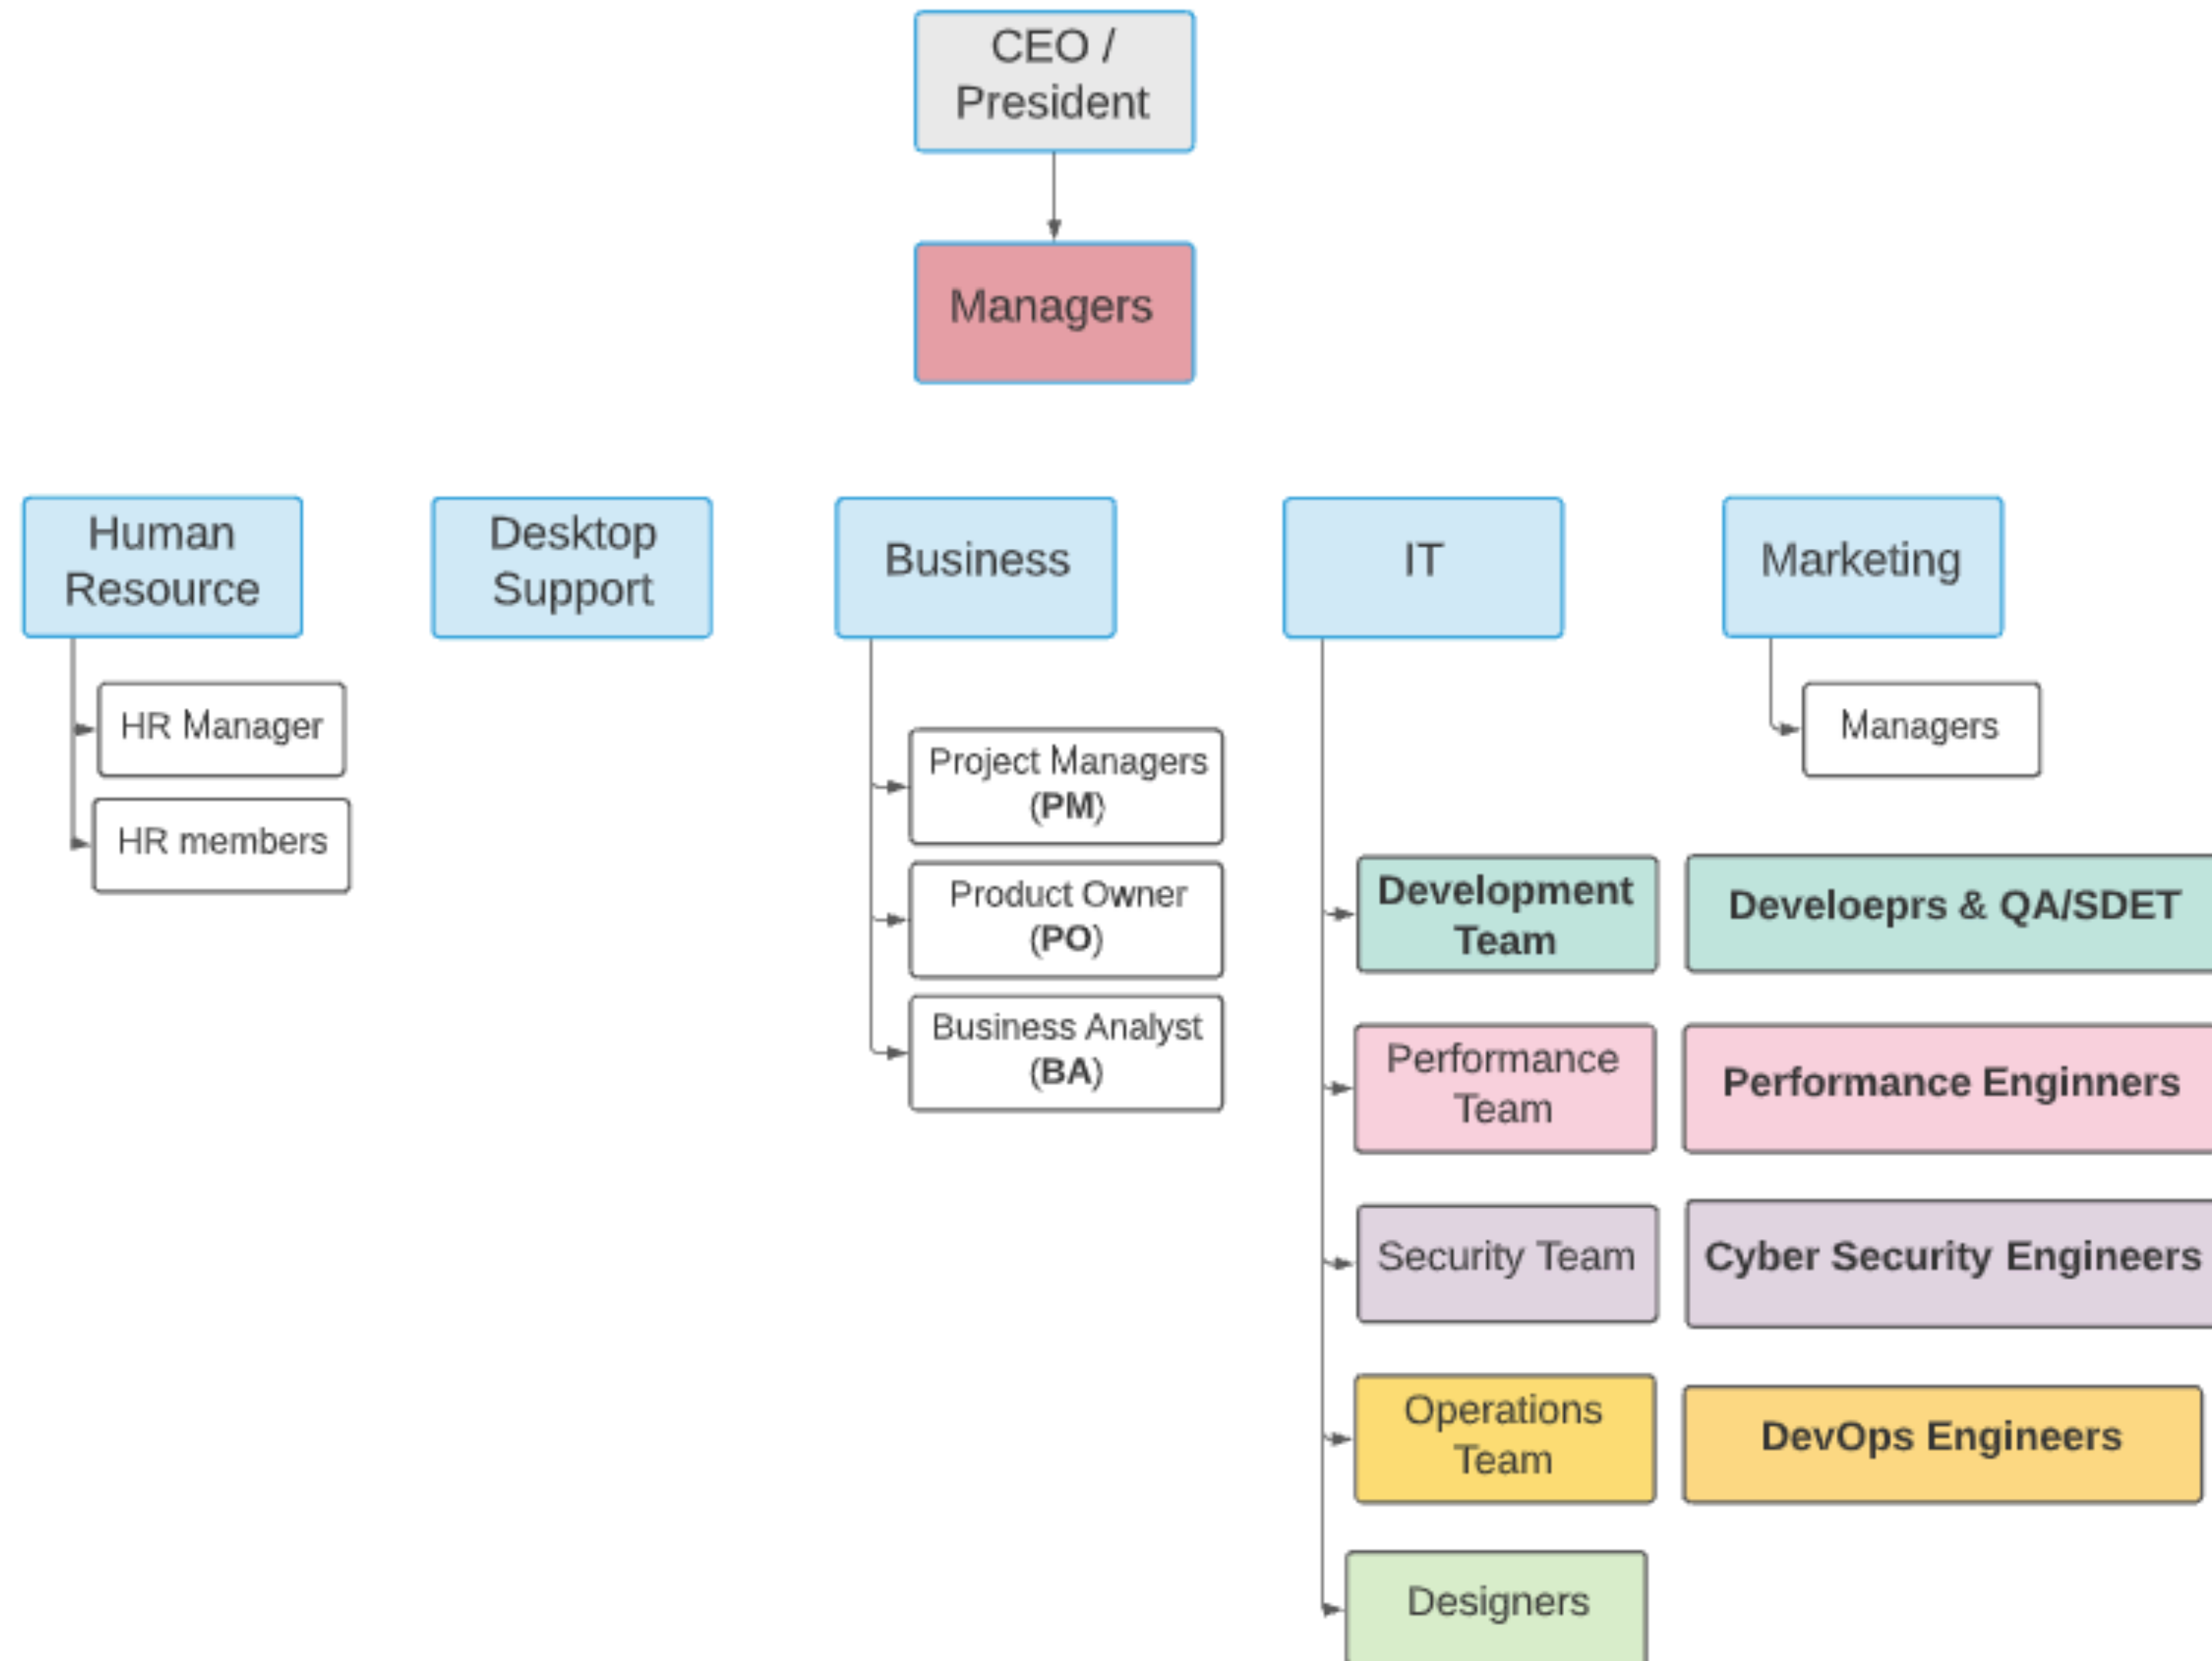 CEO /
President
Managers
Human
Resource
Desktop
Support
Business
IT
Marketing
HR Manager
HR members
Project Managers
(PM)
Product Owner
(PO)
Business Analyst
(BA)
Managers
Development
Team
Develoeprs & QA/SDET
Performance
Team
Performance Enginners
Security Team
Cyber Security Engineers
Operations
Team
DevOps Engineers
Designers